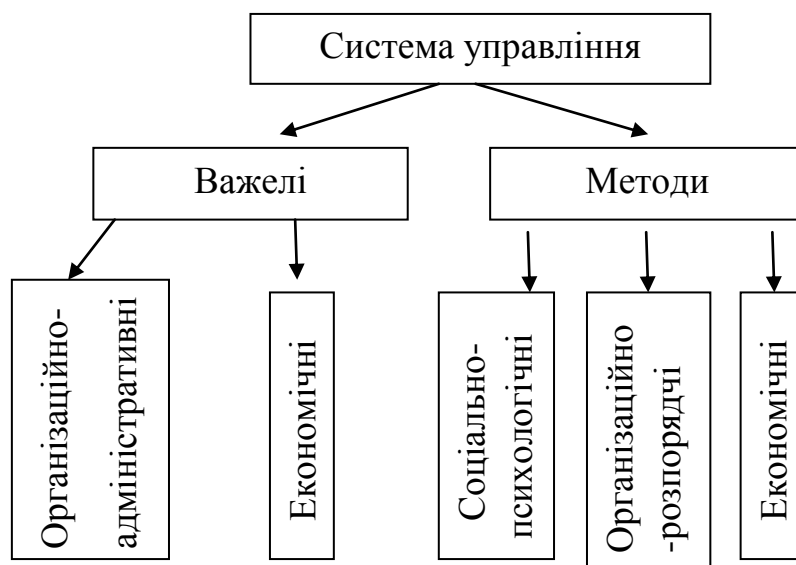 Система управління
Важелі
Методи
Організаційно-
адміністративні
Економічні
Соціально-
психологічні
Організаційно
-розпорядчі
Економічні